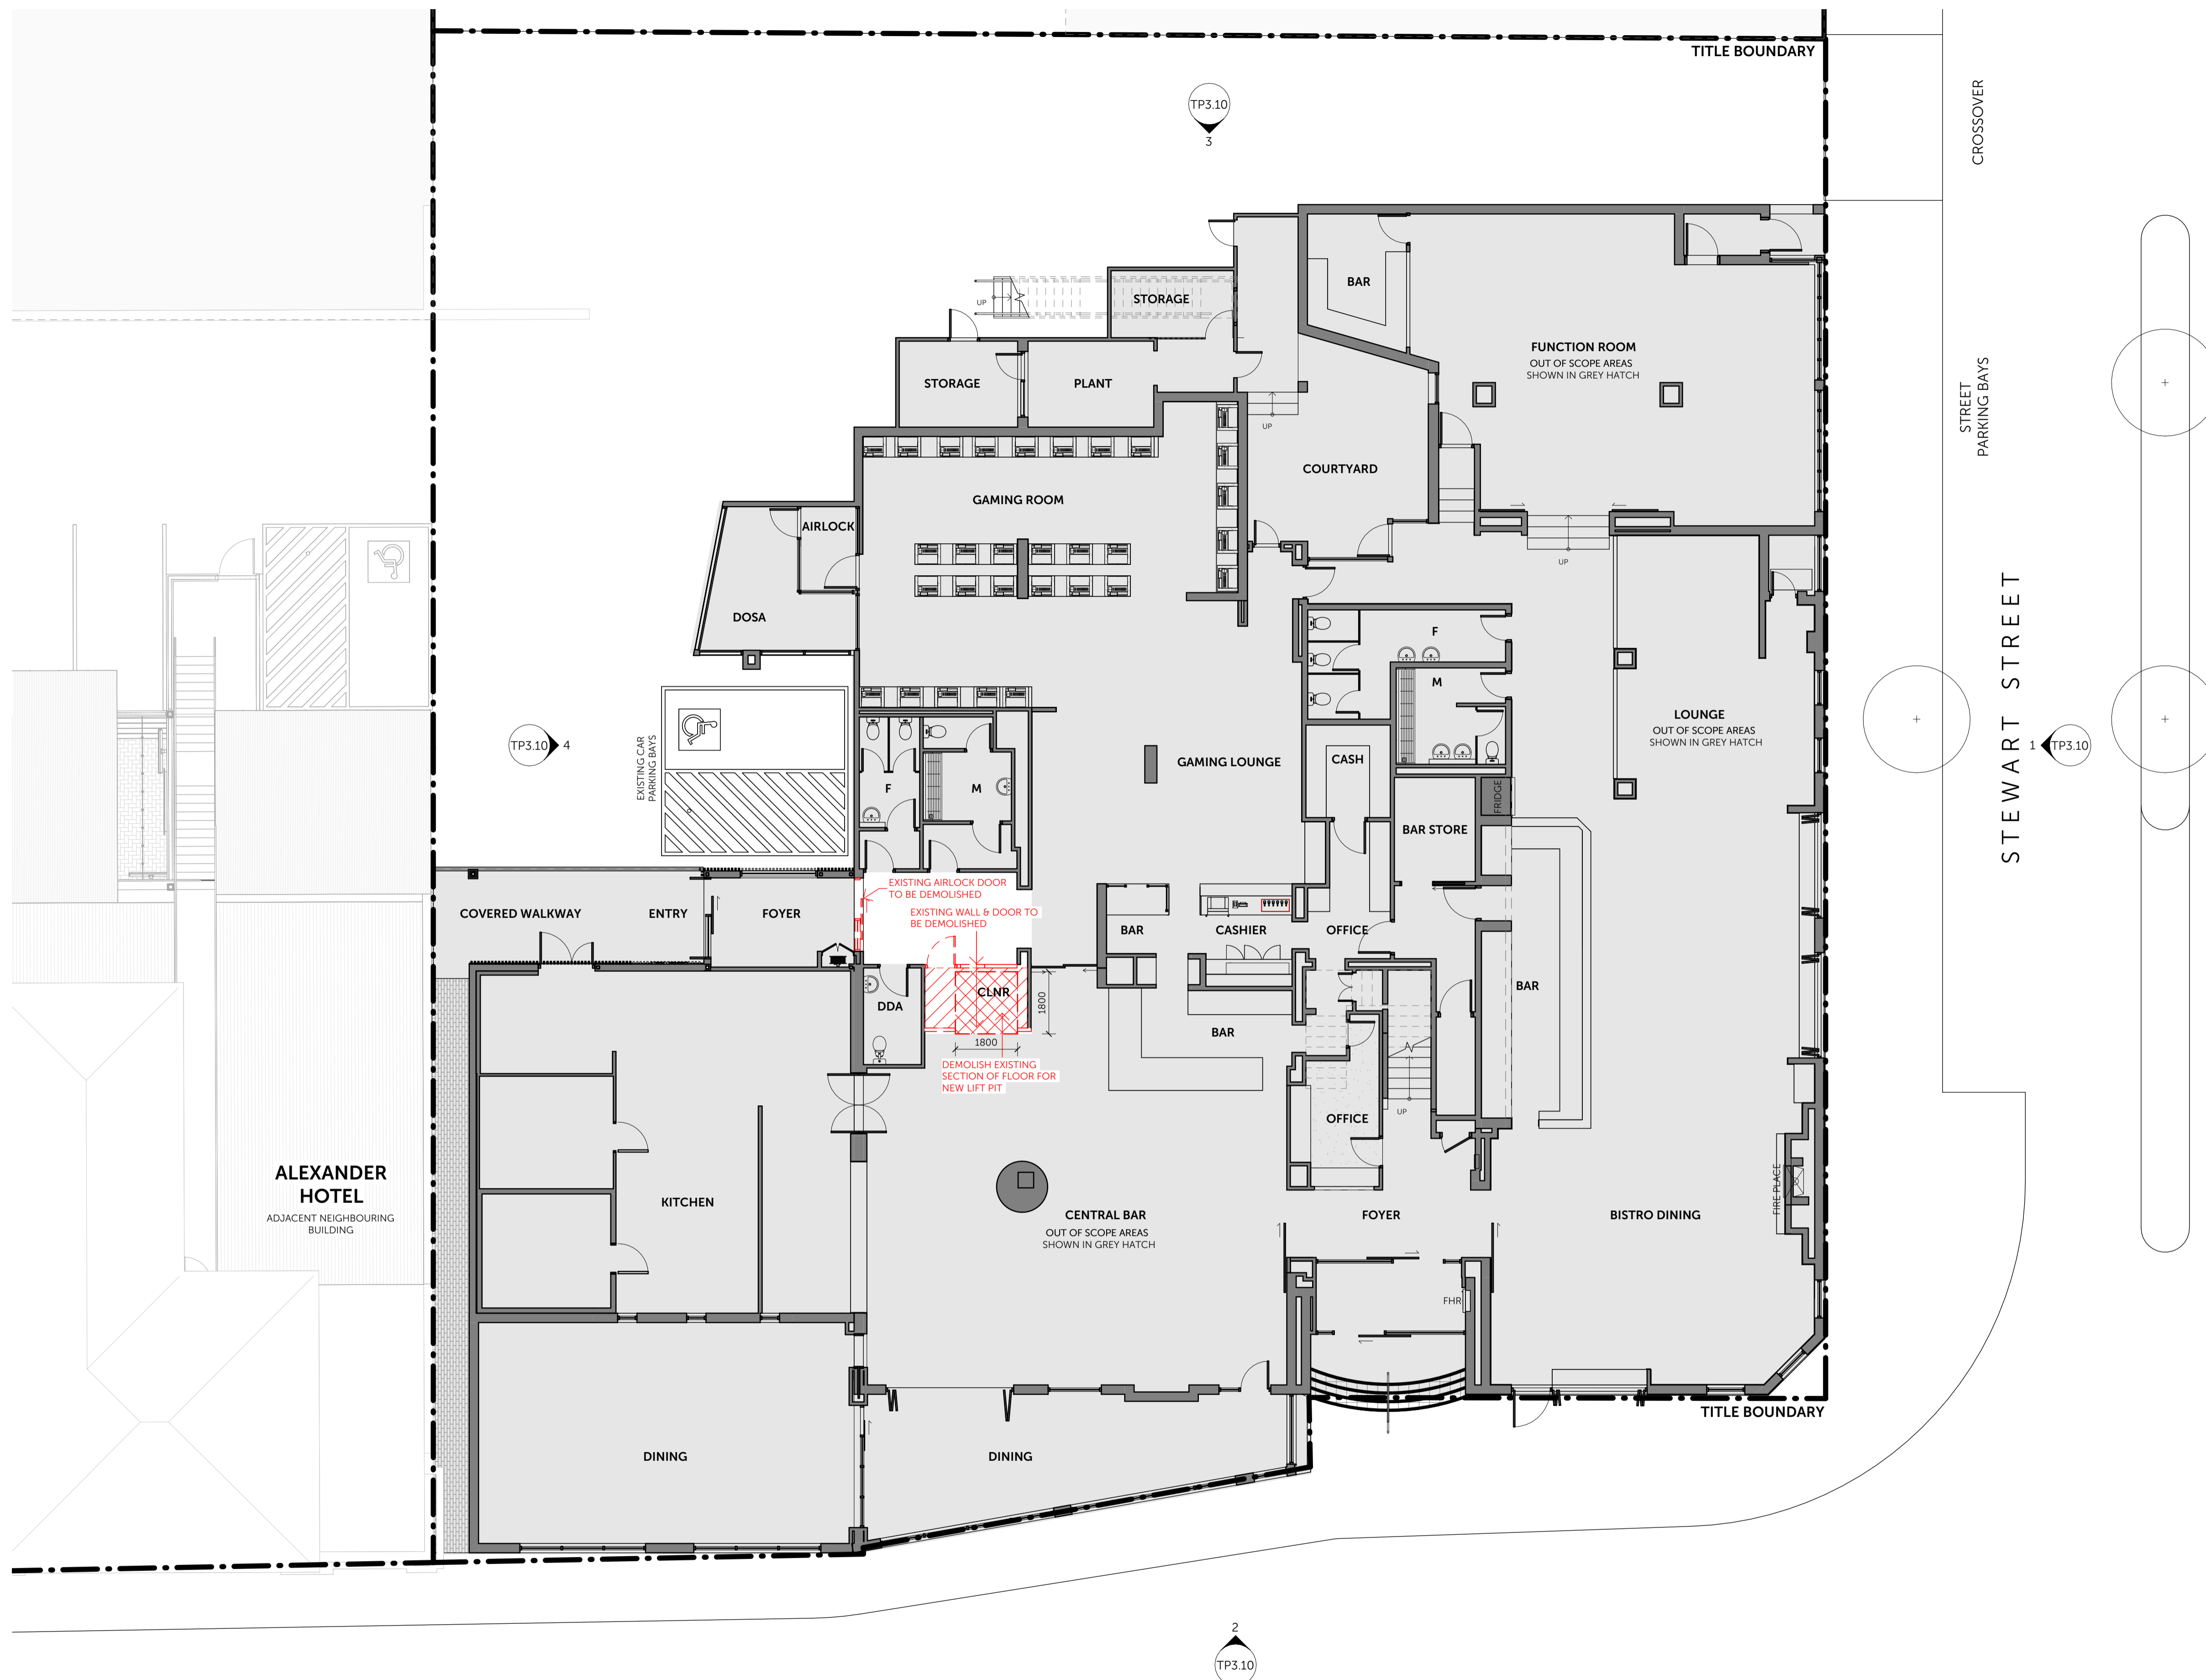 TITLE BOUNDARY
CROSSOVER
TP3.10
3
STORAGE
UP
BAR
FUNCTION ROOM
OUT OF SCOPE AREAS
SHOWN IN GREY HATCH
STORAGE
PLANT
STREET
PARKING BAYS
UP
COURTYARD
GAMING ROOM
AIRLOCK
UP
DOSA
F
M
LOUNGE
OUT OF SCOPE AREAS
SHOWN IN GREY HATCH
STEWART STREET
1
TP3.10
TP3.10
4
EXISTING CAR
PARKING BAYS
GAMING LOUNGE
CASH
F
M
FRIDGE
BAR STORE
EXISTING AIRLOCK DOOR
TO BE DEMOLISHED
COVERED WALKWAY
ENTRY
FOYER
EXISTING WALL & DOOR TO
BE DEMOLISHED
BAR
CASHIER
OFFICE
CLNR
DDA
1800
1800
BAR
BAR
DEMOLISH EXISTING
SECTION OF FLOOR FOR
NEW LIFT PIT
OFFICE
UP
ALEXANDER
HOTEL
ADJACENT NEIGHBOURING
BUILDING
KITCHEN
CENTRAL BAR
OUT OF SCOPE AREAS
SHOWN IN GREY HATCH
FOYER
BISTRO DINING
FIRE PLACE
FHR
TITLE BOUNDARY
DINING
DINING
2
TP3.10